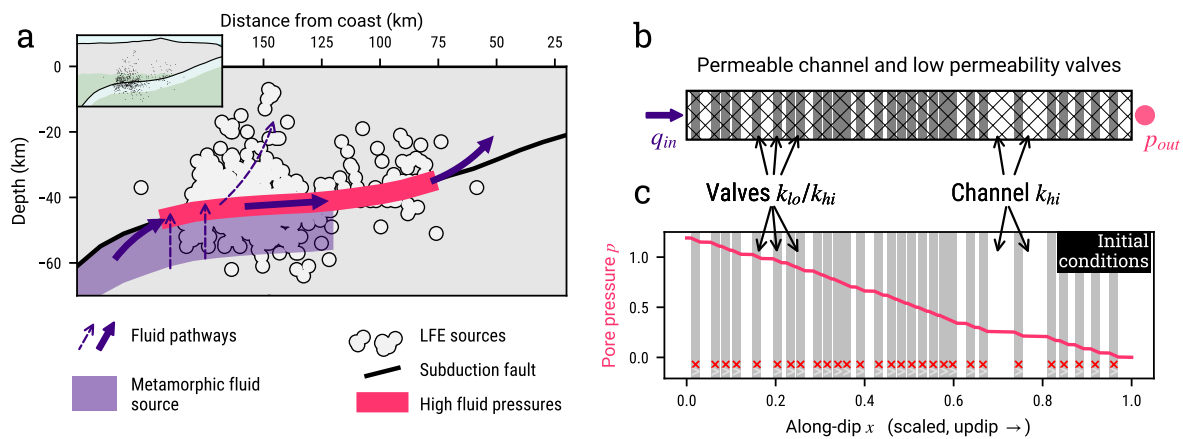 a
Distance from coast (km)
150 125 100 75 50 25
0
−20
−40
−60
Depth (km)
Fluid pathways
Metamorphic fluid
source
LFE sources
Subduction fault
High fluid pressures
b
Permeable channel and low permeability valves
q_in
p_out
Valves k_lo/k_hi
Channel k_hi
c
Initial
conditions
1.0
0.5
0.0
Pore pressure p
0.0 0.2 0.4 0.6 0.8 1.0
Along-dip x (scaled, updip →)